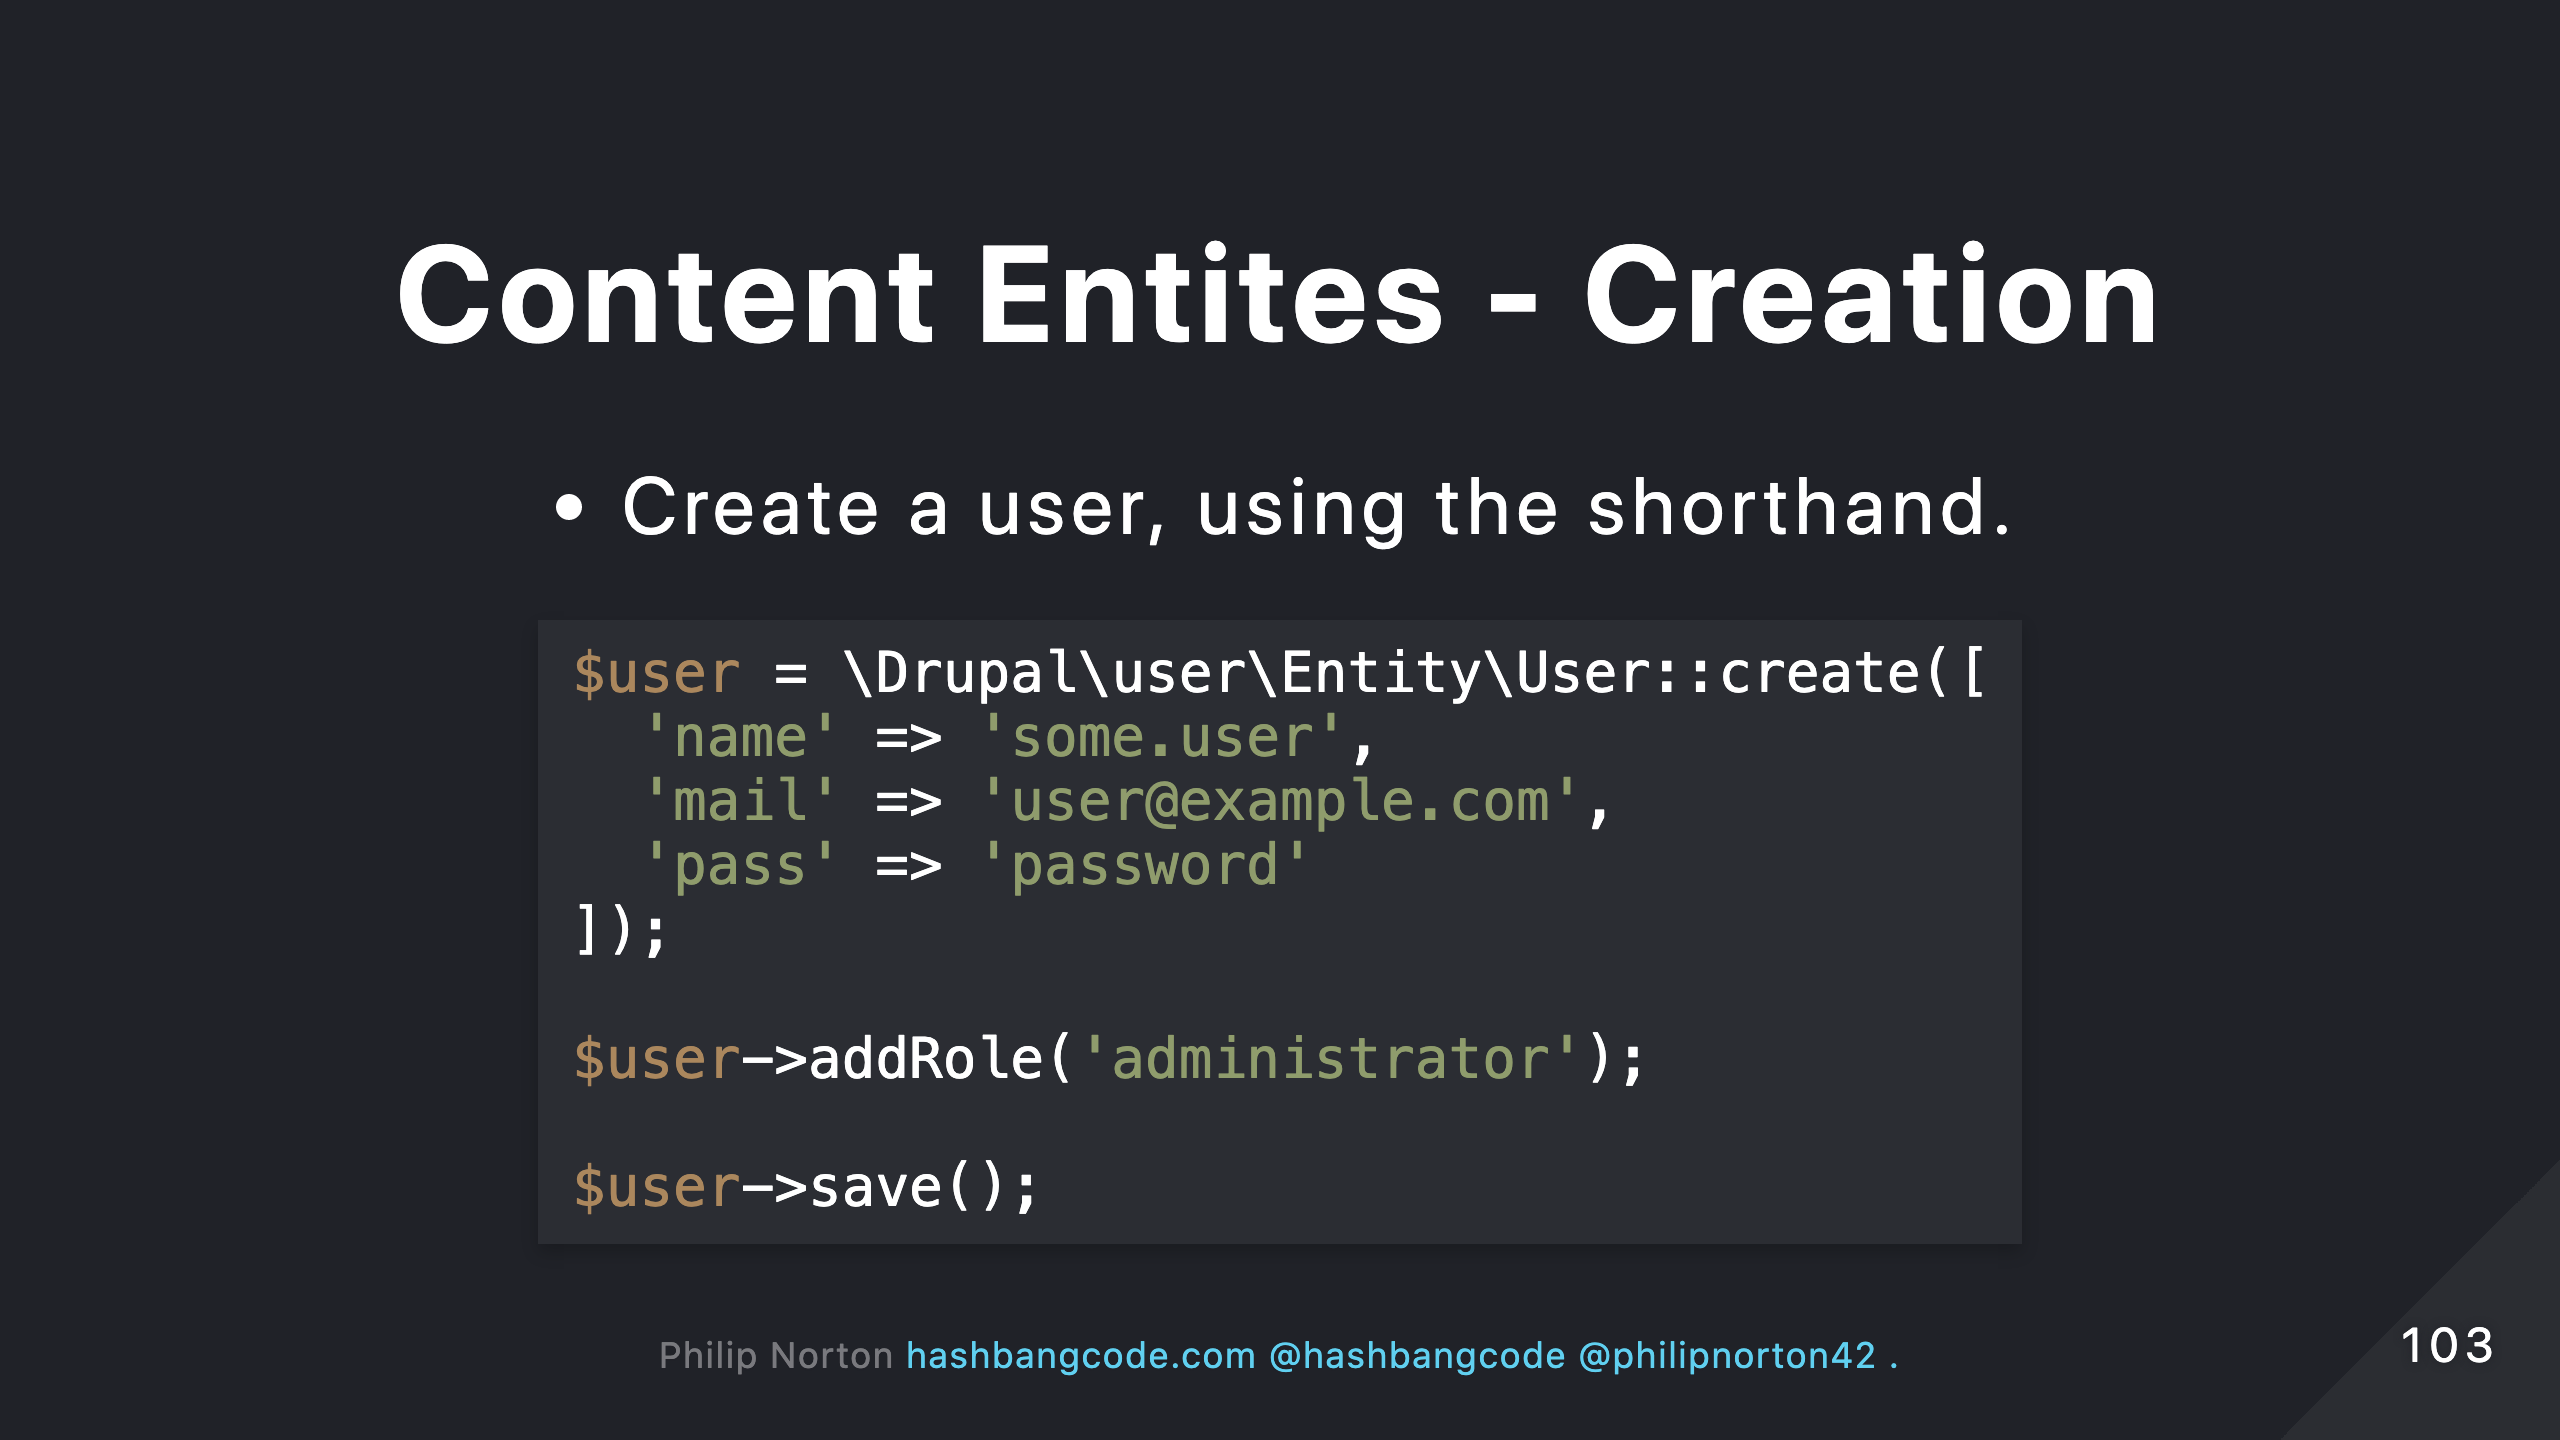 Content Entites - Creation
• Create a user, using the shorthand.
$user = \Drupal\user\Entity\User::create([
  'name' => 'some.user',
  'mail' => 'user@example.com',
  'pass' => 'password'
]);
$user->addRole('administrator');
$user->save();
Philip Norton hashbangcode.com @hashbangcode @philipnorton42 .
103